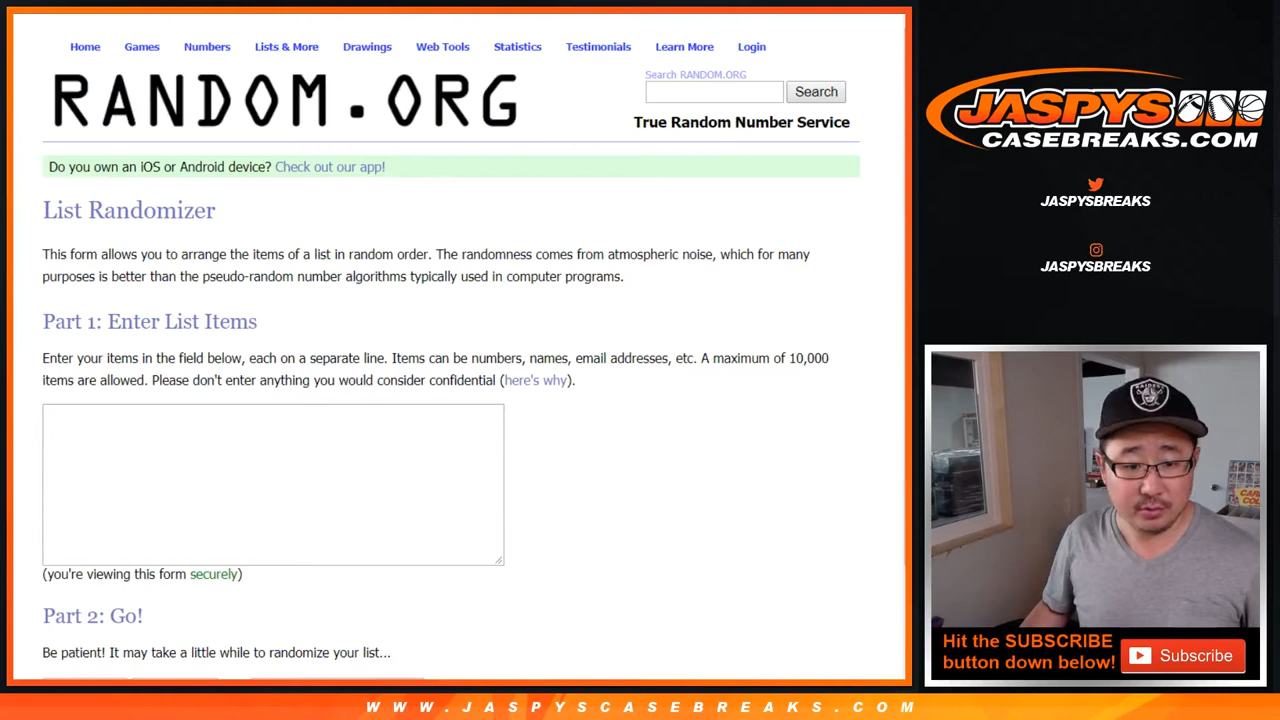 Home Games Numbers Lists & More Drawings Web Tools Statistics Testimonials Learn More Login
RANDOM.ORG
Search RANDOM.ORG
Search
True Random Number Service
Do you own an iOS or Android device? Check out our app!
List Randomizer
This form allows you to arrange the items of a list in random order. The randomness comes from atmospheric noise, which for many
purposes is better than the pseudo-random number algorithms typically used in computer programs.
Part 1: Enter List Items
Enter your items in the field below, each on a separate line. Items can be numbers, names, email addresses, etc. A maximum of 10,000
items are allowed. Please don't enter anything you would consider confidential (here's why).
(you're viewing this form securely)
Part 2: Go!
Be patient! It may take a little while to randomize your list...
JASPYS
CASEBREAKS.COM
JASPYSBREAKS
JASPYSBREAKS
RAIDERS
Hit the SUBSCRIBE
button down below!
Subscribe
WWW.JASPYSCASEBREAKS.COM